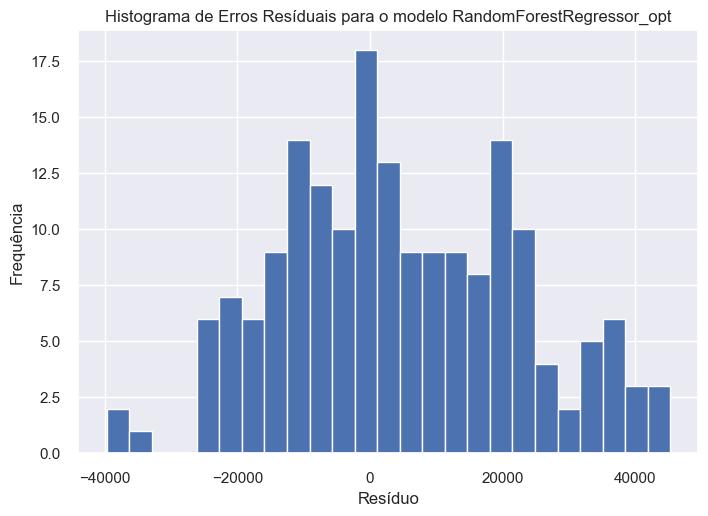 Histograma de Erros Resíduais para o modelo RandomForestRegressor_opt
17.5
15.0
12.5
10.0
7.5
5.0
2.5
0.0
Frequência
−40000 −20000 0 20000 40000
Resíduo